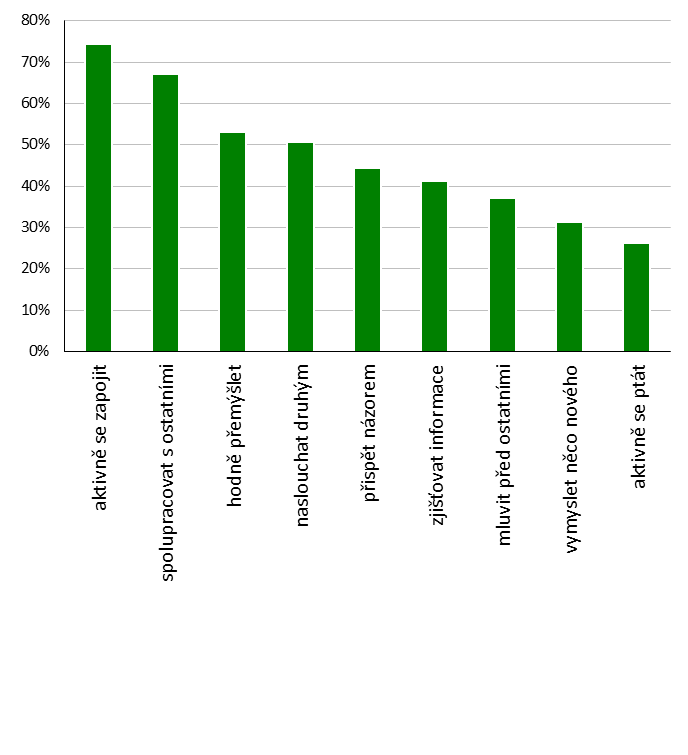 80%
70%
60%
50%
40%
30%
20%
10%
0%
aktivně se zapojit
spolupracovat s ostatními
hodně přemýšlet
naslouchat druhým
přispět názorem
zjišťovat informace
mluvit před ostatními
vymyslet něco nového
aktivně se ptát